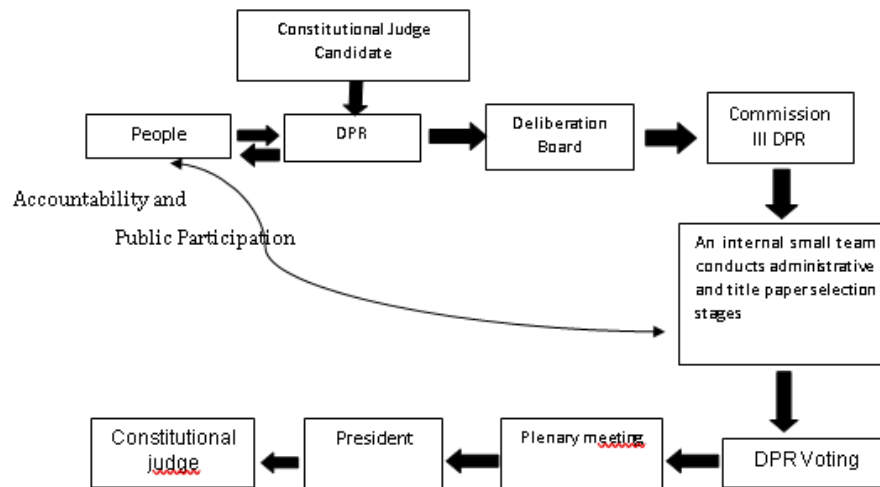 Constitutional Judge
Candidate
People
DPR
Deliberation
Board
Commission
III DPR
Accountability and
Public Participation
An internal small team
conducts administrative
and title paper selection
stages
Constitutional
judge
President
Plenary meeting
DPR Voting